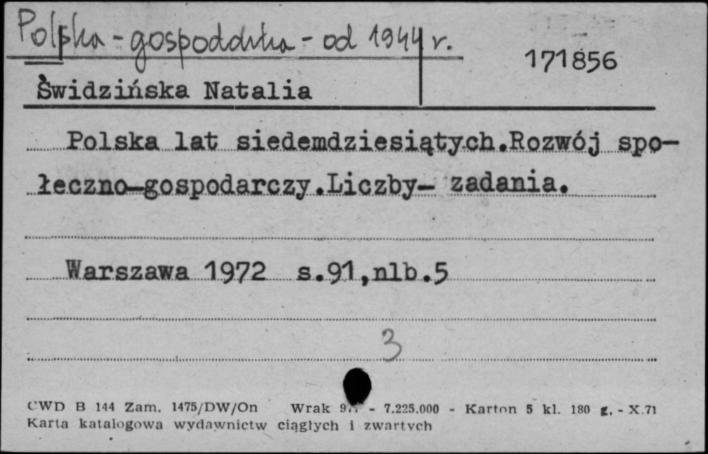 Polska - gospodarka - od 1944 r.
171856
Świdzińska Natalia
Polska lat siedemdziesiątych.Rozwój spo-
łeczno-gospodarczy.Liczby- zadania.
Warszawa 1972 s.91,nlb.5
3
CWD B 144 Zam. 1475/DW/On Wrak - 7.225.000 - Karton 5 kl. 180 g. - X.71
Karta katalogowa wydawnictw ciągłych i zwartych